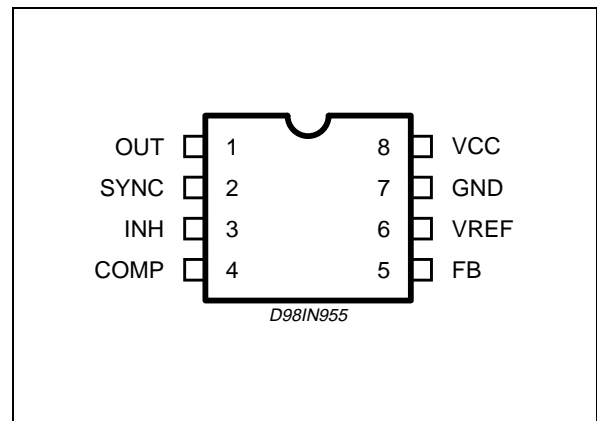 OUT 1 8 VCC
SYNC 2 7 GND
INH 3 6 VREF
COMP 4 5 FB
D98IN955